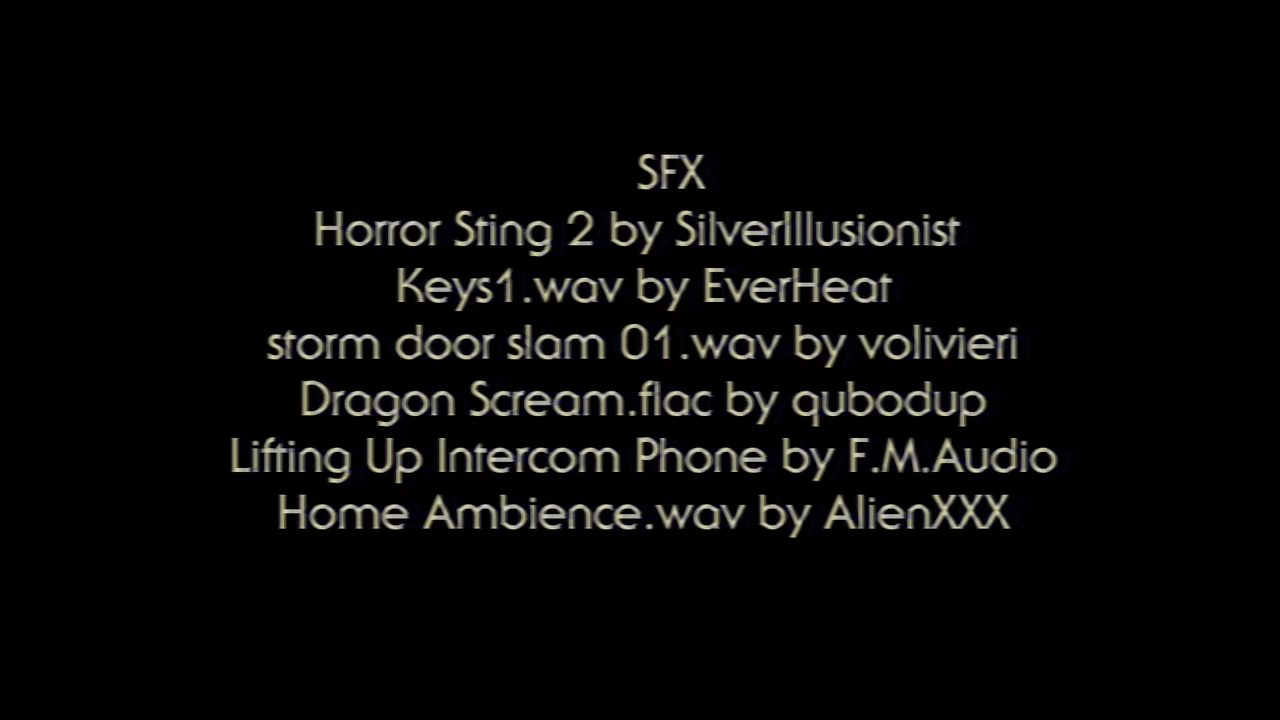 SFX
Horror Sting 2 by SilverIllusionist
Keys1.wav by EverHeat
storm door slam 01.wav by volivieri
Dragon Scream.flac by qubodup
Lifting Up Intercom Phone by F.M.Audio
Home Ambience.wav by AlienXXX